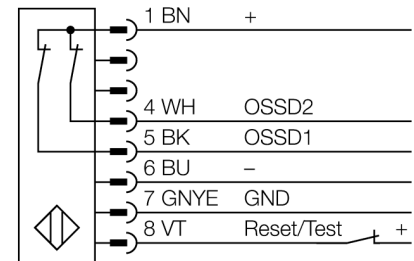 1 BN +
4 WH OSSD2
5 BK OSSD1
6 BU –
7 GNYE GND
8 VT Reset/Test +